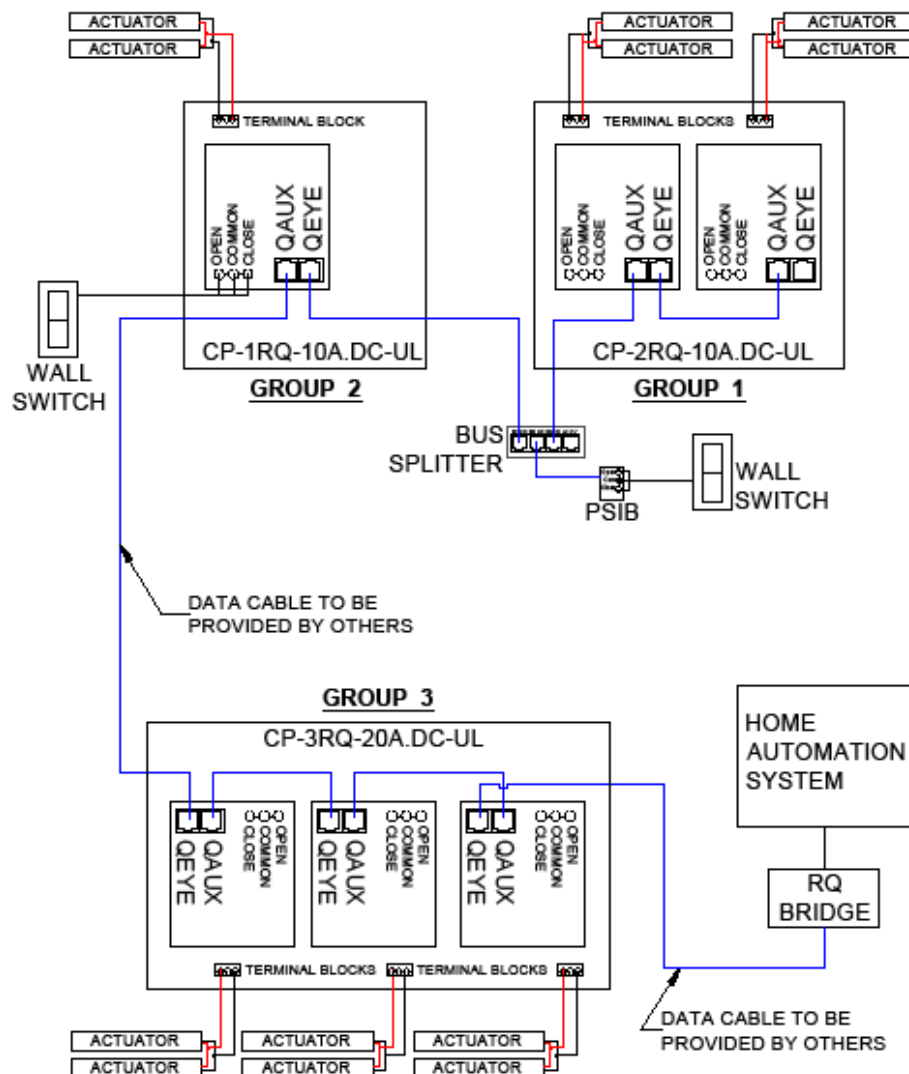 ACTUATOR
ACTUATOR
ACTUATOR
ACTUATOR
ACTUATOR
ACTUATOR
TERMINAL BLOCK
TERMINAL BLOCKS
OPEN
COMMON
CLOSE
QAUX
QEYE
OPEN
COMMON
CLOSE
QAUX
QEYE
OPEN
COMMON
CLOSE
QAUX
QEYE
CP-1RQ-10A.DC-UL
GROUP 2
CP-2RQ-10A.DC-UL
GROUP 1
WALL
SWITCH
BUS
SPLITTER
PSIB
WALL
SWITCH
DATA CABLE TO BE
PROVIDED BY OTHERS
GROUP 3
CP-3RQ-20A.DC-UL
QEYE
QAUX
CLOSE
COMMON
OPEN
QEYE
QAUX
CLOSE
COMMON
OPEN
QEYE
QAUX
CLOSE
COMMON
OPEN
TERMINAL BLOCKS
TERMINAL BLOCKS
HOME
AUTOMATION
SYSTEM
RQ
BRIDGE
DATA CABLE TO BE
PROVIDED BY OTHERS
ACTUATOR
ACTUATOR
ACTUATOR
ACTUATOR
ACTUATOR
ACTUATOR